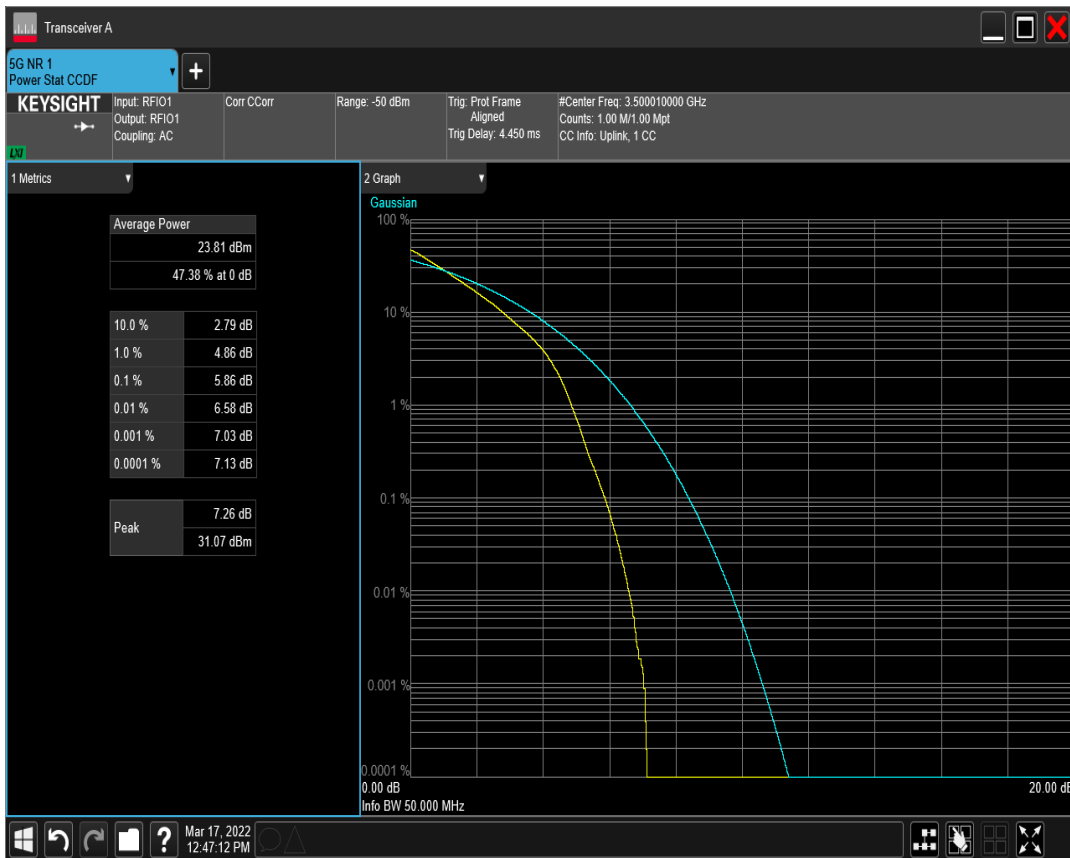 Transceiver A
5G NR 1
Power Stat CCDF
KEYSIGHT
LXI
Input: RFIO1
Output: RFIO1
Coupling: AC
Corr CCorr
Range: -50 dBm
Trig: Prot Frame
Aligned
Trig Delay: 4.450 ms
#Center Freq: 3.500010000 GHz
Counts: 1.00 M/1.00 Mpt
CC Info: Uplink, 1 CC
1 Metrics
Average Power
23.81 dBm
47.38 % at 0 dB
10.0 % 2.79 dB
1.0 % 4.86 dB
0.1 % 5.86 dB
0.01 % 6.58 dB
0.001 % 7.03 dB
0.0001 % 7.13 dB
Peak
7.26 dB
31.07 dBm
2 Graph
Gaussian
100 %
10 %
1 %
0.1 %
0.01 %
0.001 %
0.0001 %
0.00 dB 20.00 dB
Info BW 50.000 MHz
Mar 17, 2022
12:47:12 PM